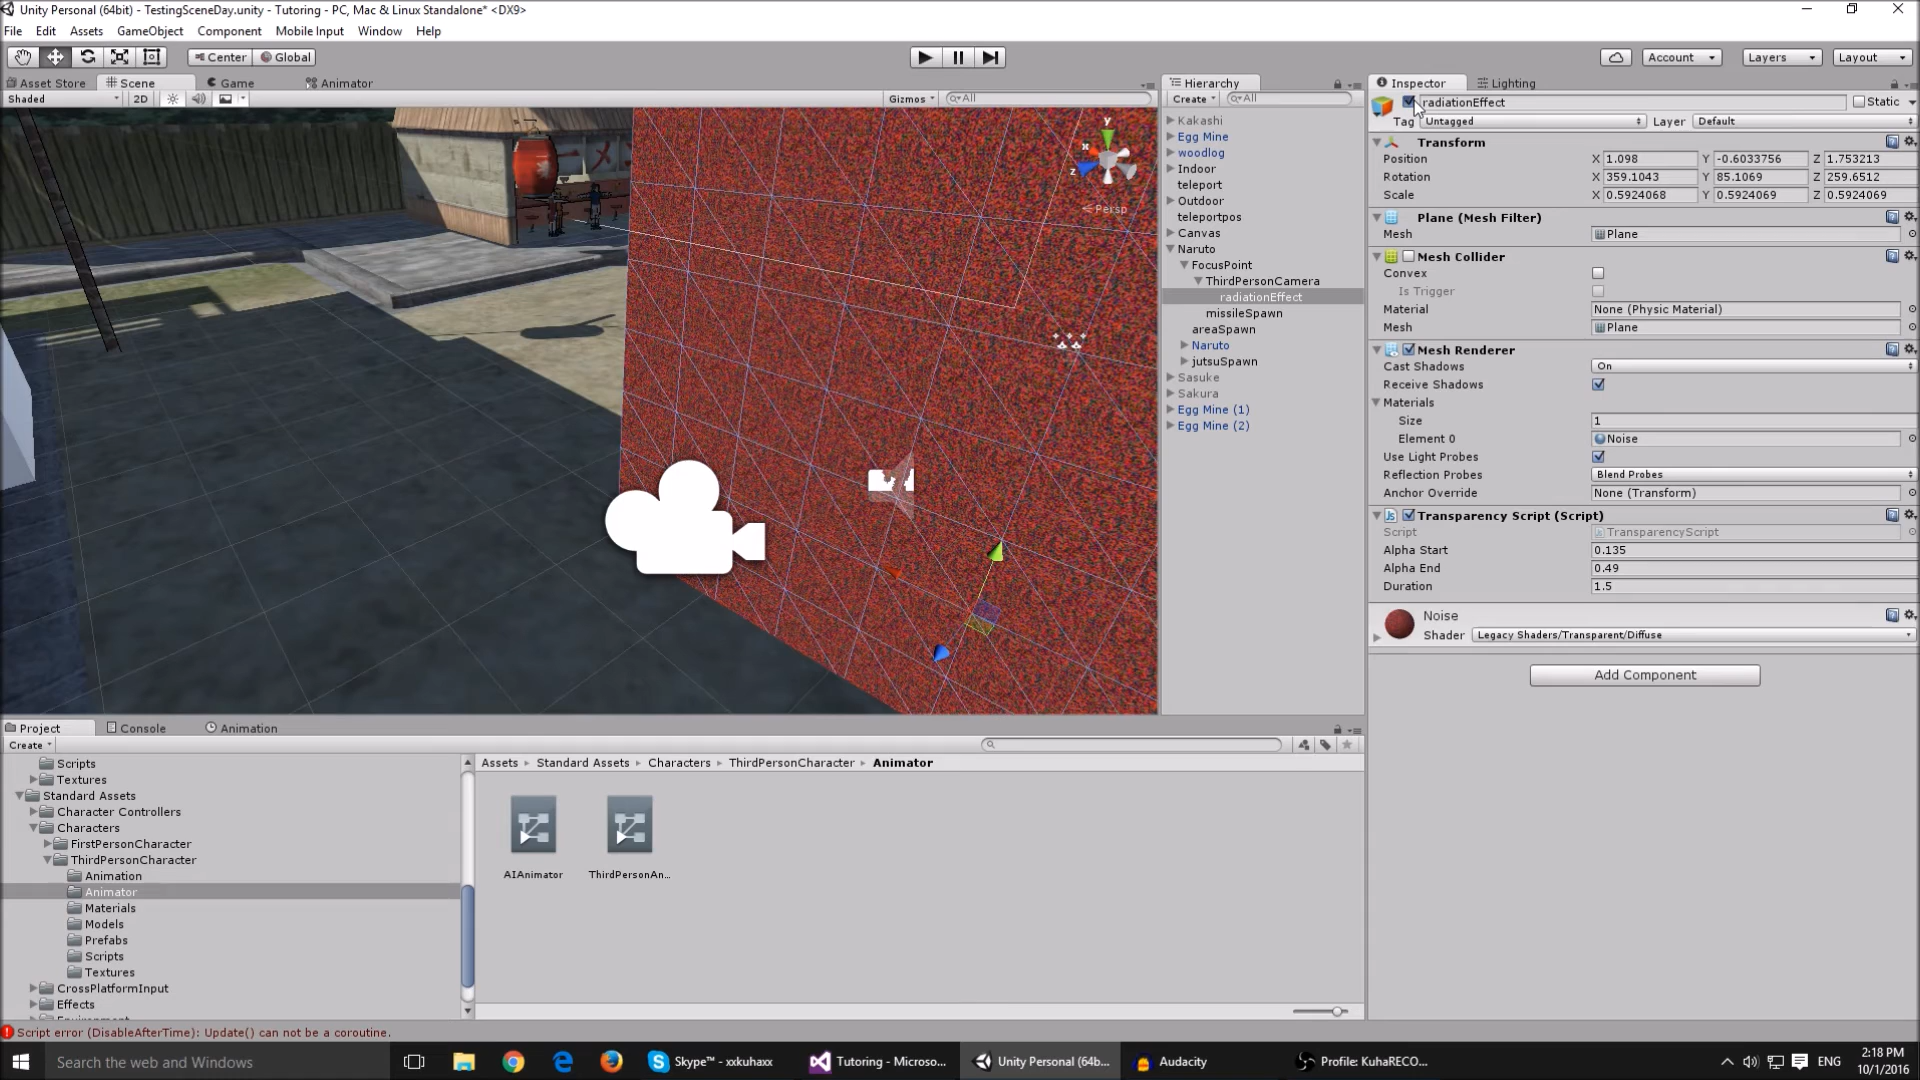 Unity Personal (64bit) - TestingSceneDay.unity - Tutoring - PC, Mac & Linux Standalone* <DX9>
File Edit Assets GameObject Component Mobile Input Window Help
Center Global Account Layers Layout
Asset Store Scene Game Animator
Shaded 2D Gizmos All
Hierarchy
Create All
Kakashi
Egg Mine
woodlog
Indoor
teleport
Outdoor
teleportpos
Canvas
Naruto
FocusPoint
ThirdPersonCamera
radiationEffect
missileSpawn
areaSpawn
Naruto
jutsuSpawn
Sasuke
Sakura
Egg Mine (1)
Egg Mine (2)
y
x
z
Persp
Inspector Lighting
radiationEffect Static
Tag Untagged Layer Default
Transform
Position X 1.098 Y -0.6033756 Z 1.753213
Rotation X 359.1043 Y 85.1069 Z 259.6512
Scale X 0.5924068 Y 0.5924069 Z 0.5924069
Plane (Mesh Filter)
Mesh Plane
Mesh Collider
Convex
Is Trigger
Material None (Physic Material)
Mesh Plane
Mesh Renderer
Cast Shadows On
Receive Shadows
Materials
Size 1
Element 0 Noise
Use Light Probes
Reflection Probes Blend Probes
Anchor Override None (Transform)
Transparency Script (Script)
Script TransparencyScript
Alpha Start 0.135
Alpha End 0.49
Duration 1.5
Noise
Shader Legacy Shaders/Transparent/Diffuse
Add Component
Project Console Animation
Create
Scripts
Textures
Standard Assets
Character Controllers
Characters
FirstPersonCharacter
ThirdPersonCharacter
Animation
Animator
Materials
Models
Prefabs
Scripts
Textures
CrossPlatformInput
Effects
Assets Standard Assets Characters ThirdPersonCharacter Animator
AIAnimator ThirdPersonAn...
Script error (DisableAfterTime): Update() can not be a coroutine.
Search the web and Windows
Skype™ - xxkuhaxx
Tutoring - Microso...
Unity Personal (64b...
Audacity
Profile: KuhaRECO...
ENG
2:18 PM
10/1/2016